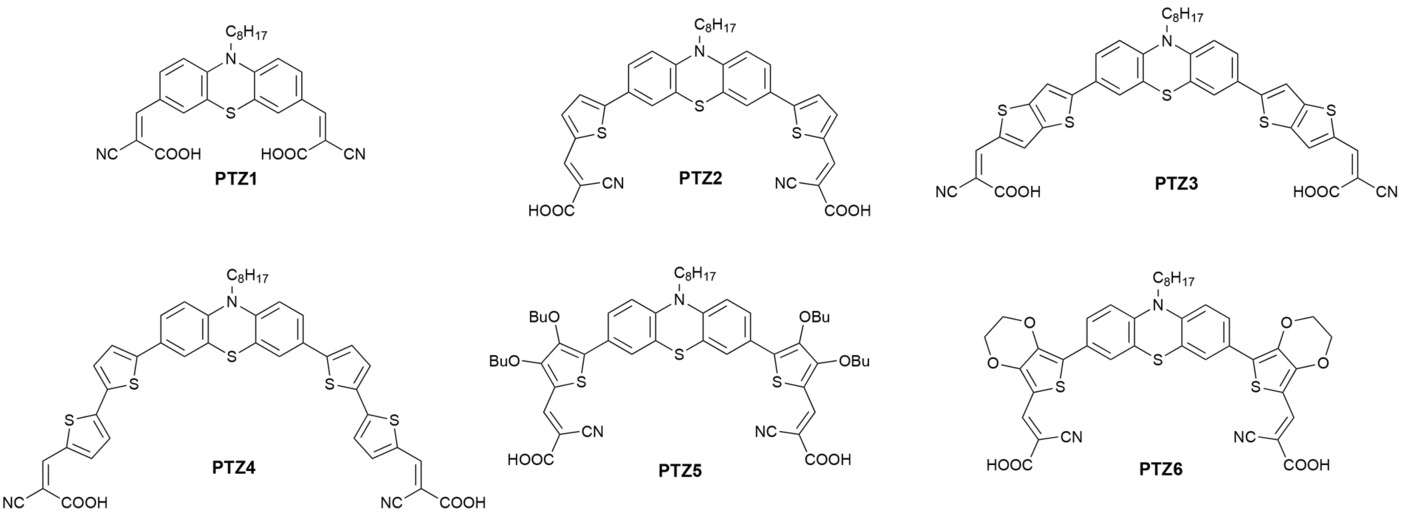 C8H17
N
S
NC COOH HOOC CN
PTZ1
C8H17
N
S
S S
CN NC
HOOC COOH
PTZ2
C8H17
N
S
S S
S S
NC COOH HOOC CN
PTZ3
C8H17
N
S
S S
S S
NC COOH NC COOH
PTZ4
C8H17
N
BuO OBu
BuO OBu
S
S S
CN NC
HOOC COOH
PTZ5
C8H17
N
O O
O O
S
S S
CN NC
HOOC COOH
PTZ6